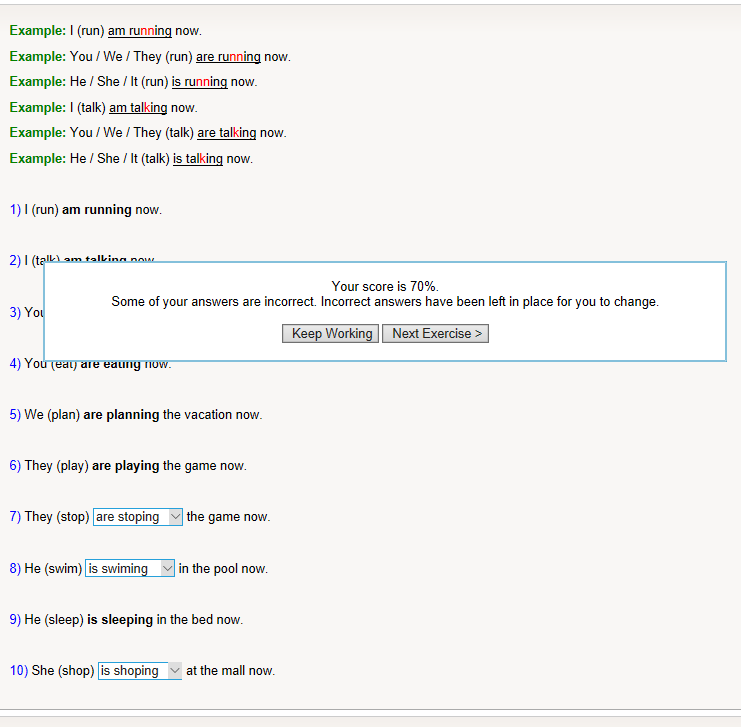 Example: I (run) am running now.
Example: You / We / They (run) are running now.
Example: He / She / It (run) is running now.
Example: I (talk) am talking now.
Example: You / We / They (talk) are talking now.
Example: He / She / It (talk) is talking now.
1) I (run) am running now.
2) I (talk) am talking now.
Your score is 70%.
Some of your answers are incorrect. Incorrect answers have been left in place for you to change.
3) You
Keep Working Next Exercise >
4) You (eat) are eating now.
5) We (plan) are planning the vacation now.
6) They (play) are playing the game now.
7) They (stop) are stoping the game now.
8) He (swim) is swiming in the pool now.
9) He (sleep) is sleeping in the bed now.
10) She (shop) is shoping at the mall now.